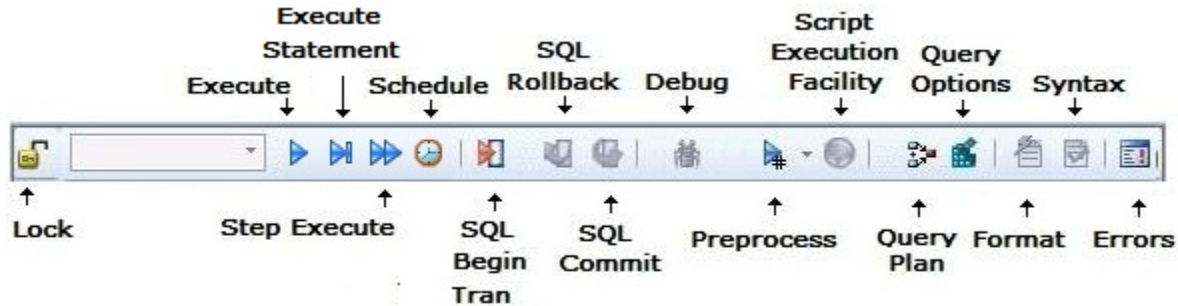 Execute
Statement
Execute
Schedule
SQL
Rollback
Debug
Script
Execution
Facility
Query
Options
Syntax
Lock
Step Execute
SQL
Begin
Tran
SQL
Commit
Preprocess
Query
Plan
Format
Errors